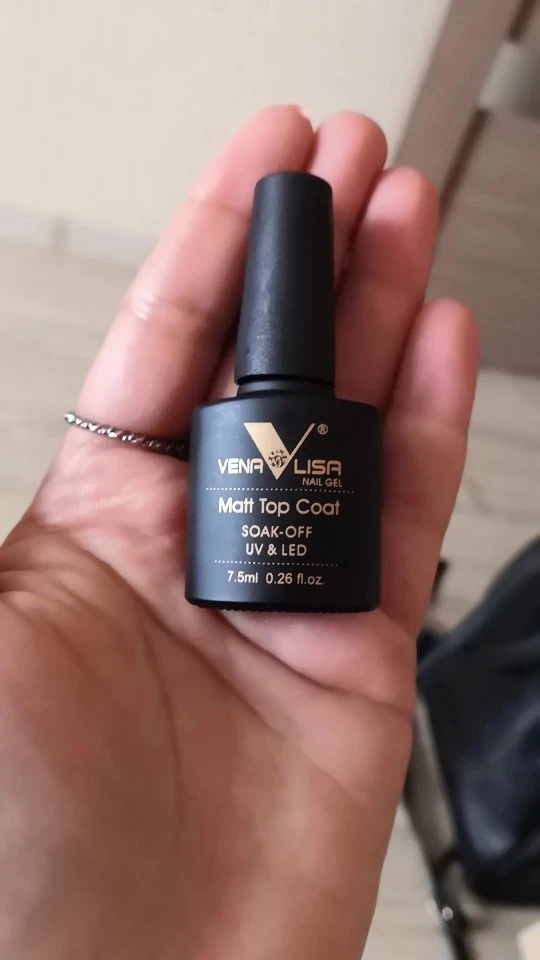 VENA LISA ®
NAIL GEL
Matt Top Coat
SOAK-OFF
UV & LED
7.5ml 0.26 fl.oz.